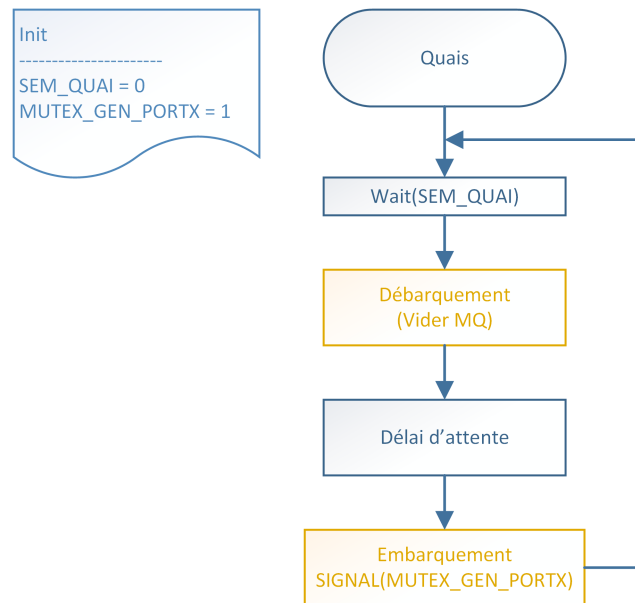 Init
----------------------
SEM_QUAI = 0
MUTEX_GEN_PORTX = 1
Quais
Wait(SEM_QUAI)
Débarquement
(Vider MQ)
Délai d’attente
Embarquement
SIGNAL(MUTEX_GEN_PORTX)